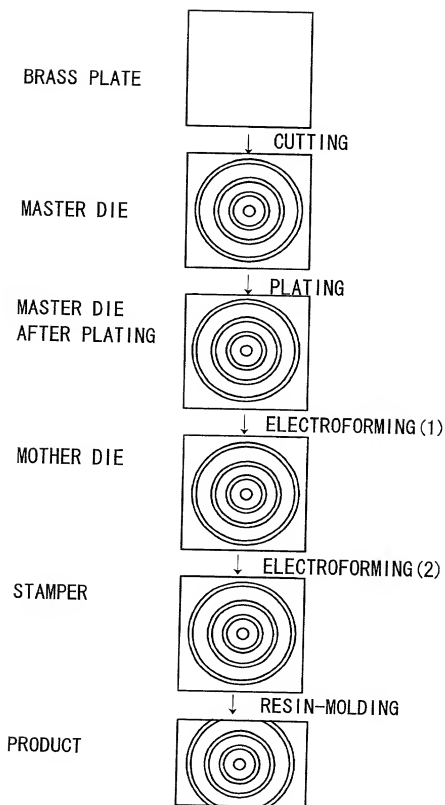 BRASS PLATE
CUTTING
MASTER DIE
PLATING
MASTER DIE
AFTER PLATING
ELECTROFORMING(1)
MOTHER DIE
ELECTROFORMING(2)
STAMPER
RESIN-MOLDING
PRODUCT